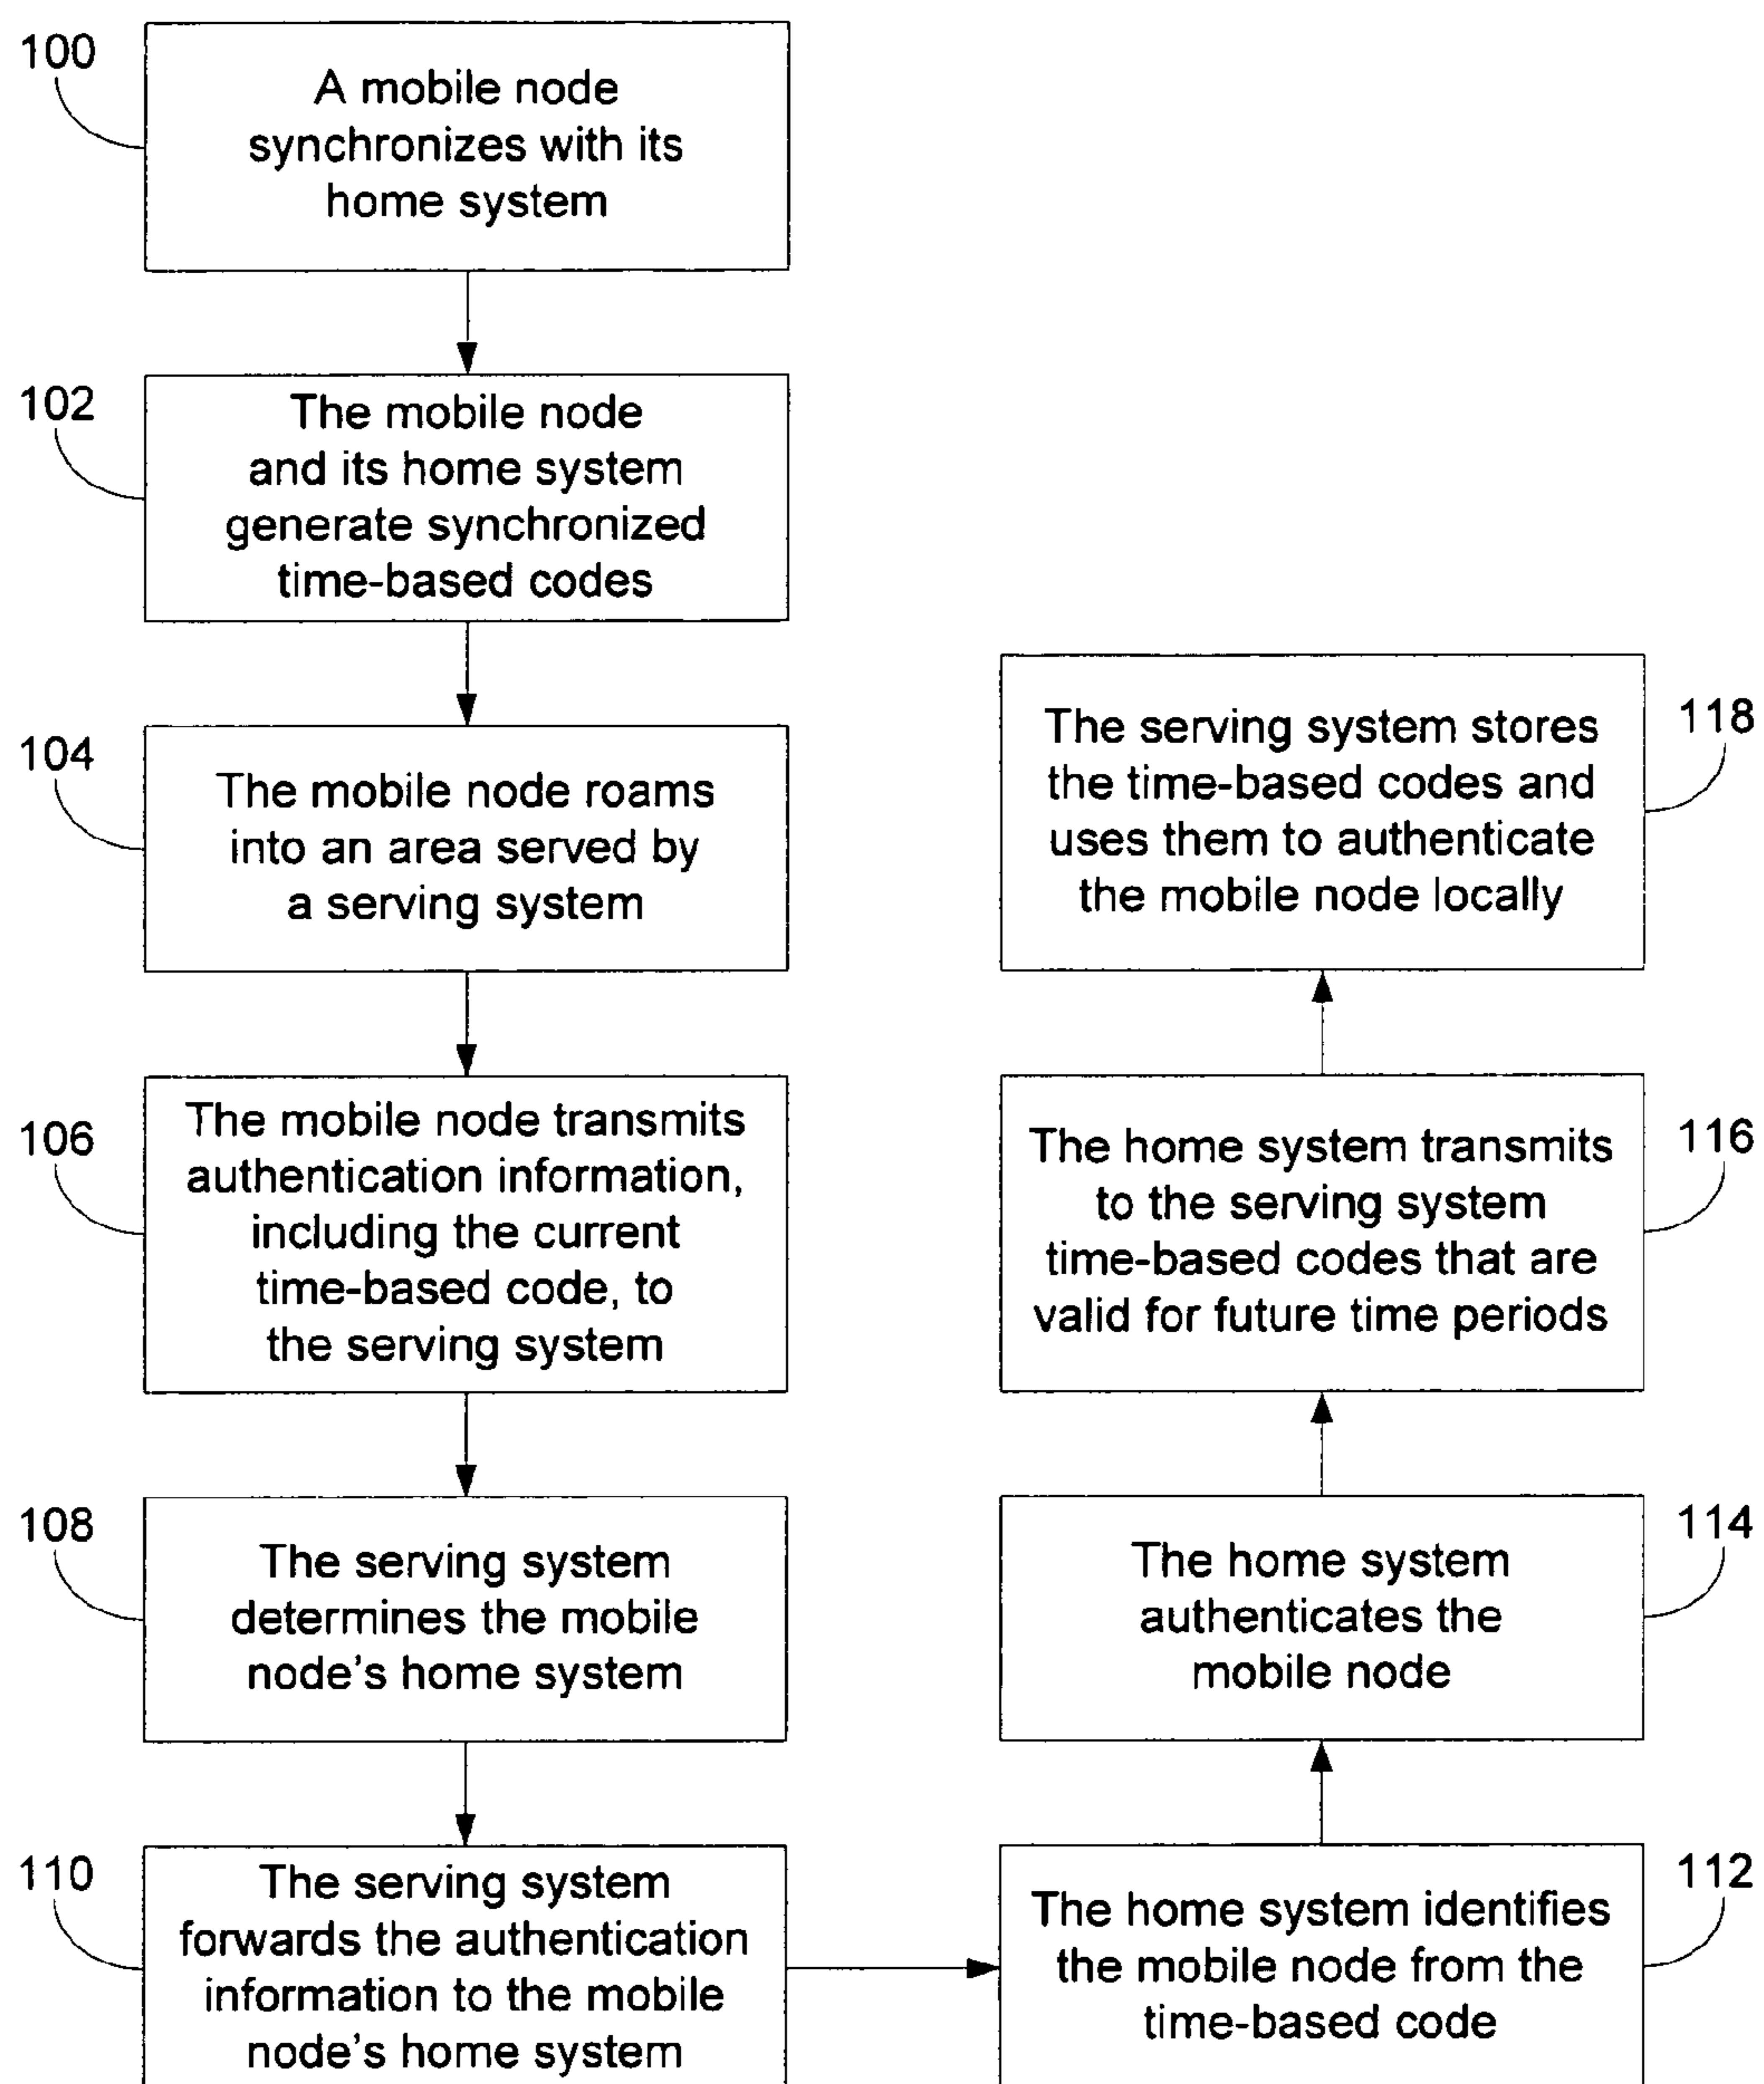 100
A mobile node
synchronizes with its
home system
102
The mobile node
and its home system
generate synchronized
time-based codes
104
The mobile node roams
into an area served by
a serving system
106
The mobile node transmits
authentication information,
including the current
time-based code, to
the serving system
108
The serving system
determines the mobile
node's home system
110
The serving system
forwards the authentication
information to the mobile
node's home system
112
The home system identifies
the mobile node from the
time-based code
114
The home system
authenticates the
mobile node
116
The home system transmits
to the serving system
time-based codes that are
valid for future time periods
118
The serving system stores
the time-based codes and
uses them to authenticate
the mobile node locally